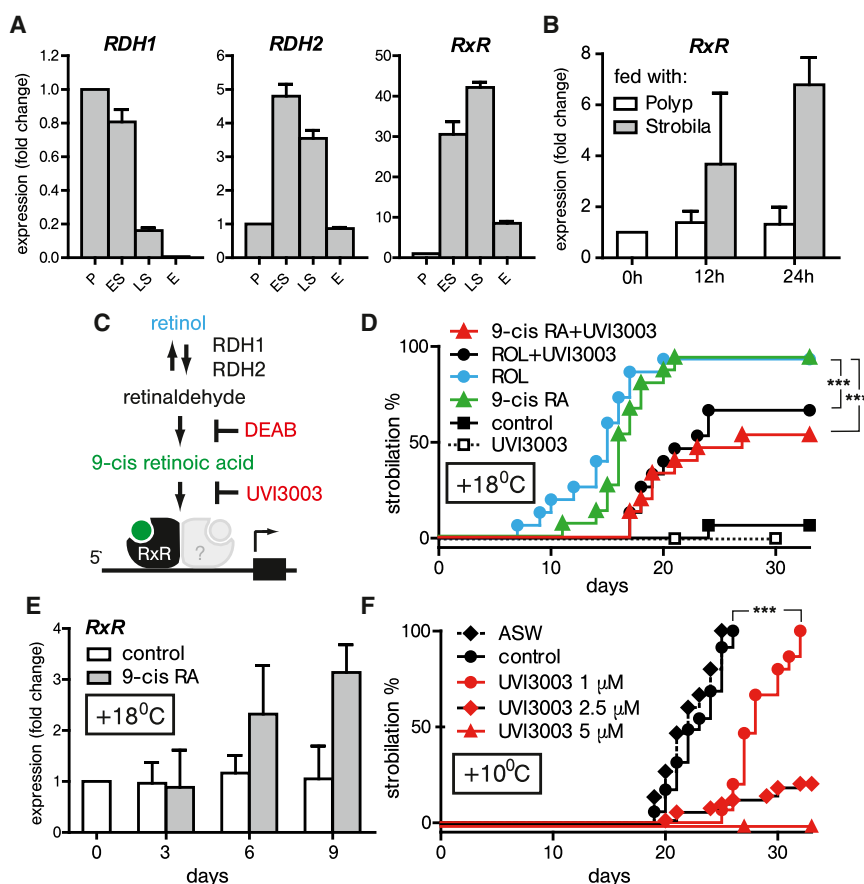 A
RDH1
expression (fold change)
1.2
1.0
0.8
0.6
0.4
0.2
0.0
P ES LS E
RDH2
6
5
4
3
2
1
0
P ES LS E
RxR
50
40
30
20
10
0
P ES LS E
B
RxR
expression (fold change)
8
6
4
2
0
fed with:
Polyp
Strobila
0h 12h 24h
C
retinol
RDH1
RDH2
retinaldehyde
DEAB
9-cis retinoic acid
UVI3003
5'
RxR
?
D
9-cis RA+UVI3003
ROL+UVI3003
ROL
9-cis RA
control
UVI3003
+18⁰C
strobilation %
100
50
0
0 10 20 30
days
***
***
E
RxR
control
9-cis RA
+18⁰C
expression (fold change)
4
3
2
1
0
0 3 6 9
days
F
ASW
control
UVI3003 1 µM
UVI3003 2.5 µM
UVI3003 5 µM
+10⁰C
strobilation %
100
50
0
0 10 20 30
days
***